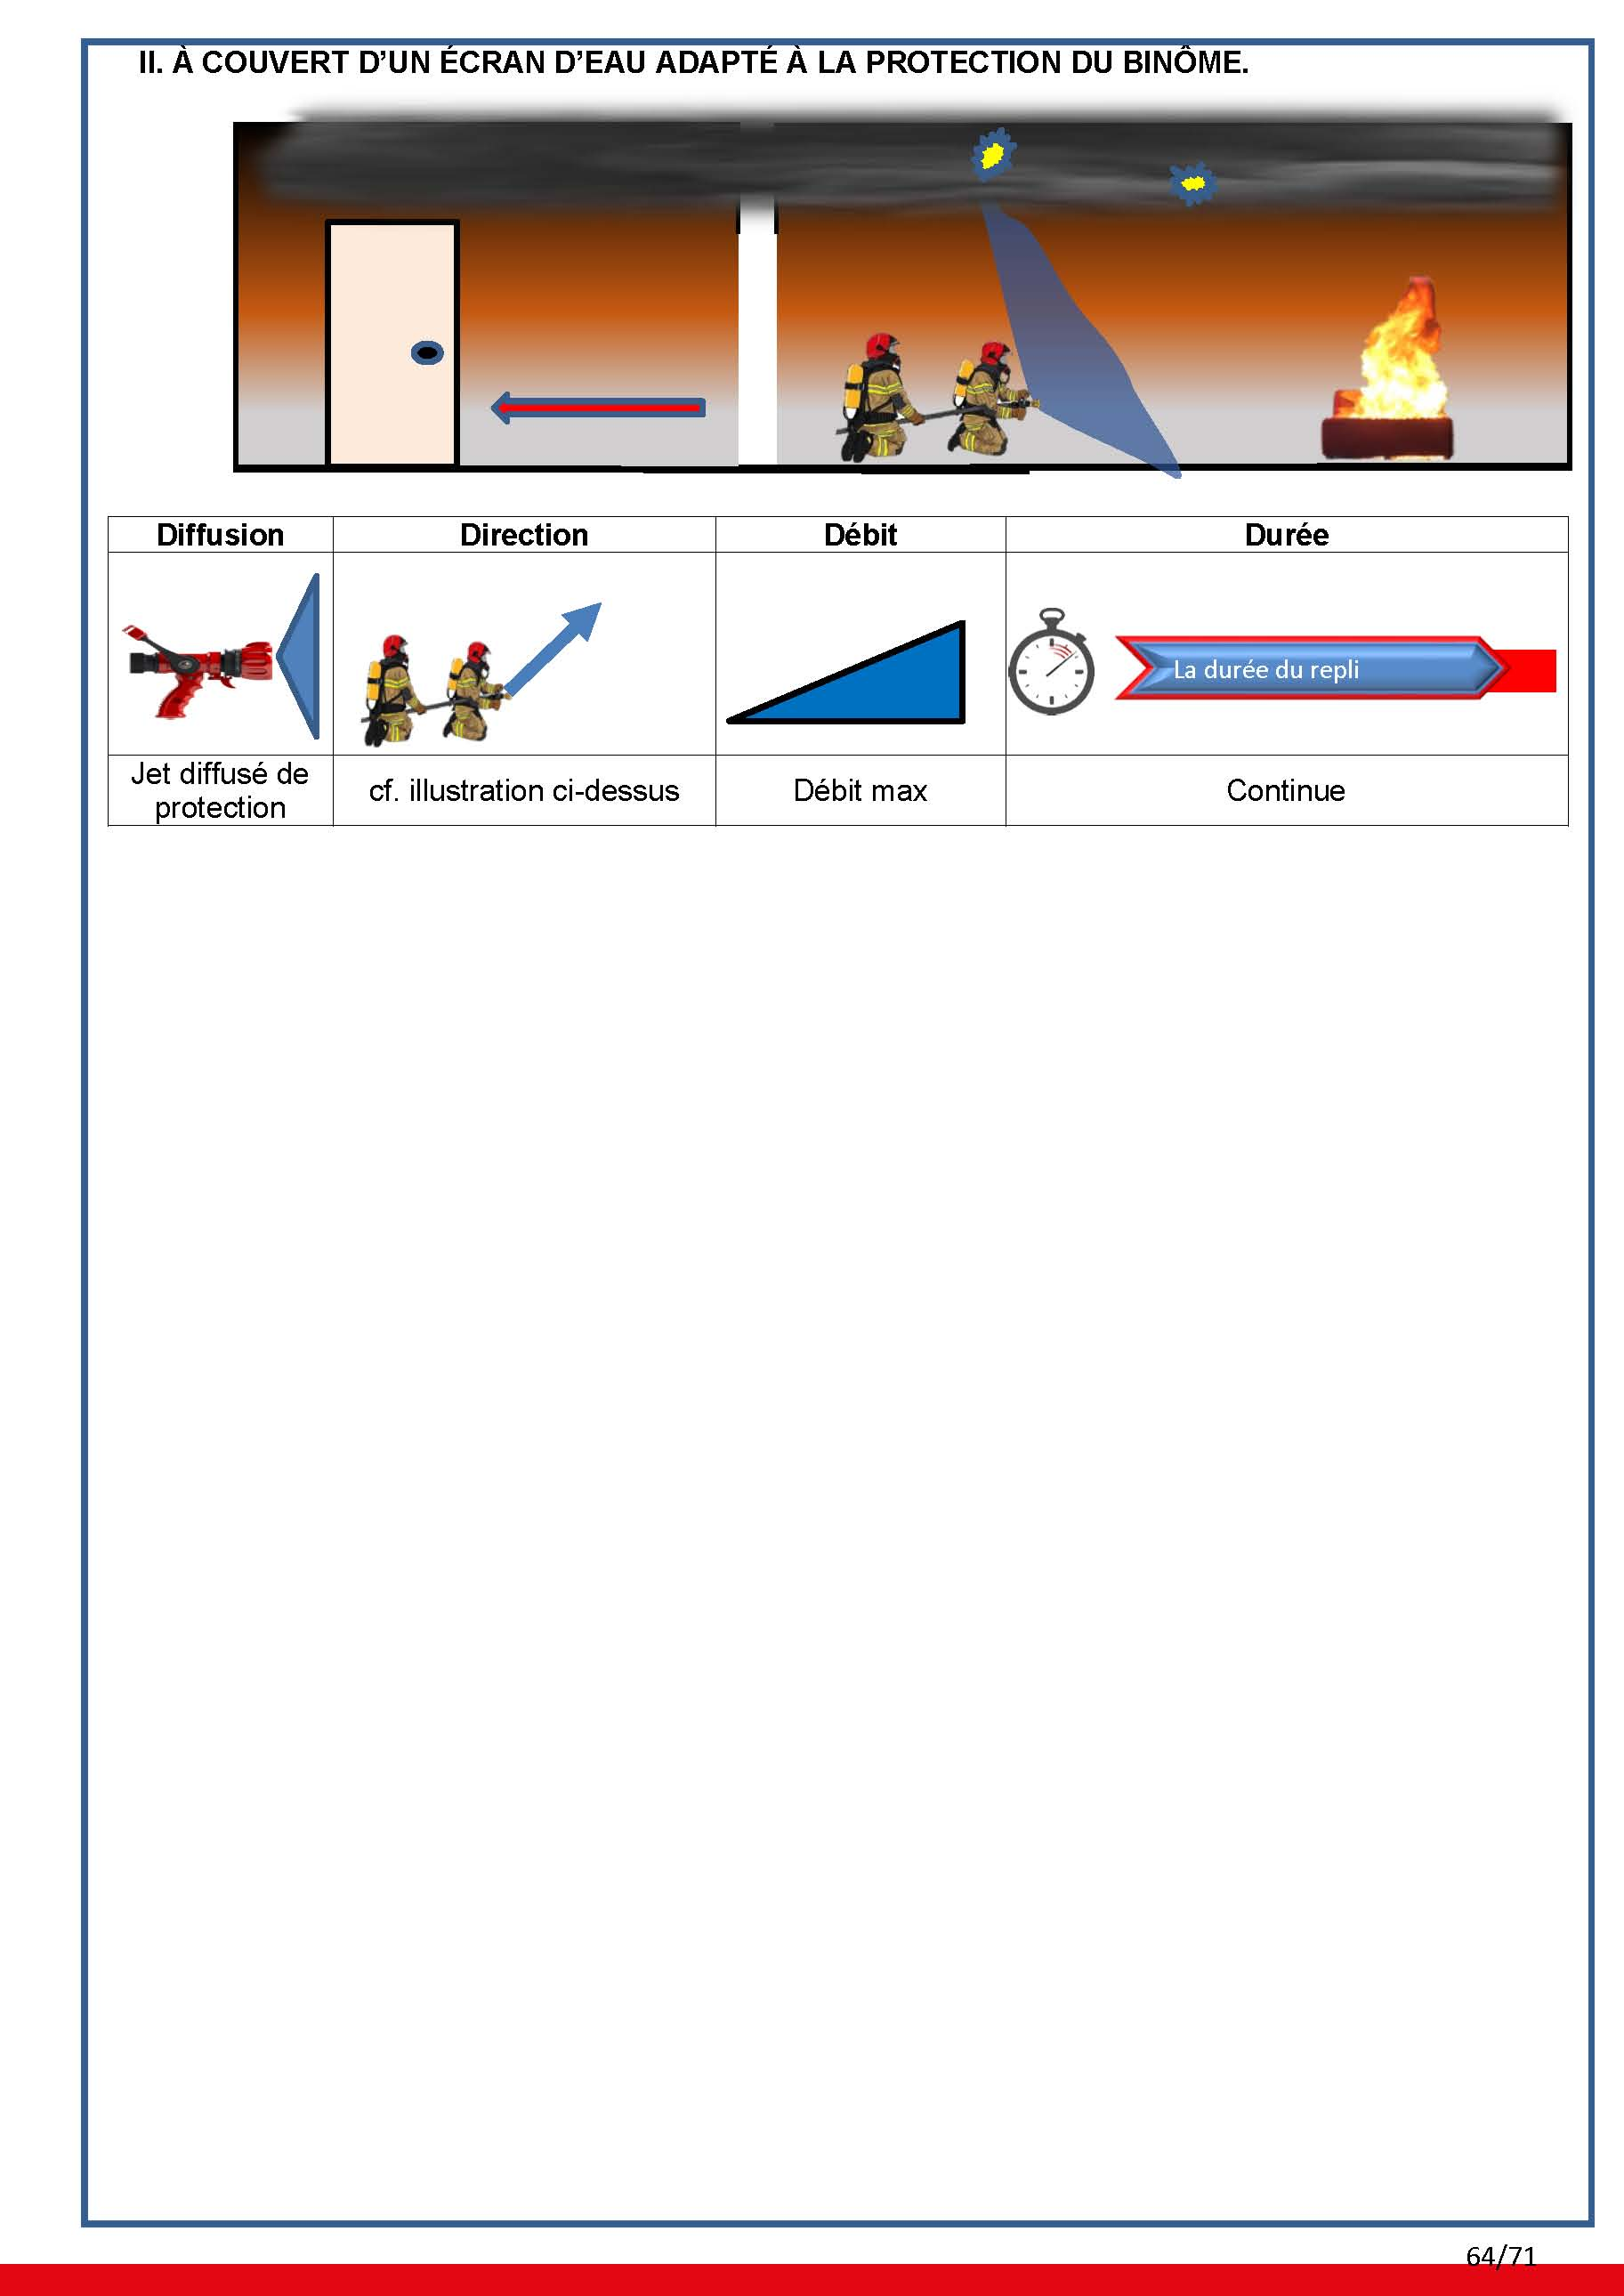 II. À COUVERT D’UN ÉCRAN D’EAU ADAPTÉ À LA PROTECTION DU BINÔME.
Diffusion Direction Débit Durée
La durée du repli
Jet diffusé de
protection
cf. illustration ci-dessus Débit max Continue
64/71